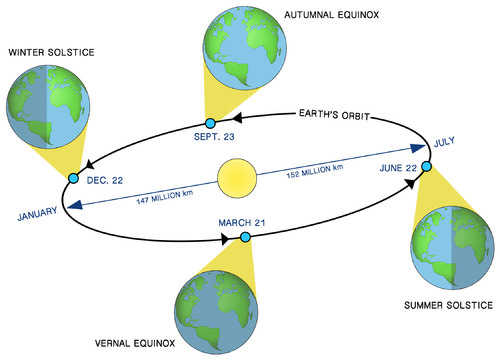 AUTUMNAL EQUINOX
WINTER SOLSTICE
EARTH'S ORBIT
SEPT. 23
JULY
152 MILLION km
JUNE 22
DEC. 22
147 MILLION km
JANUARY
MARCH 21
SUMMER SOLSTICE
VERNAL EQUINOX